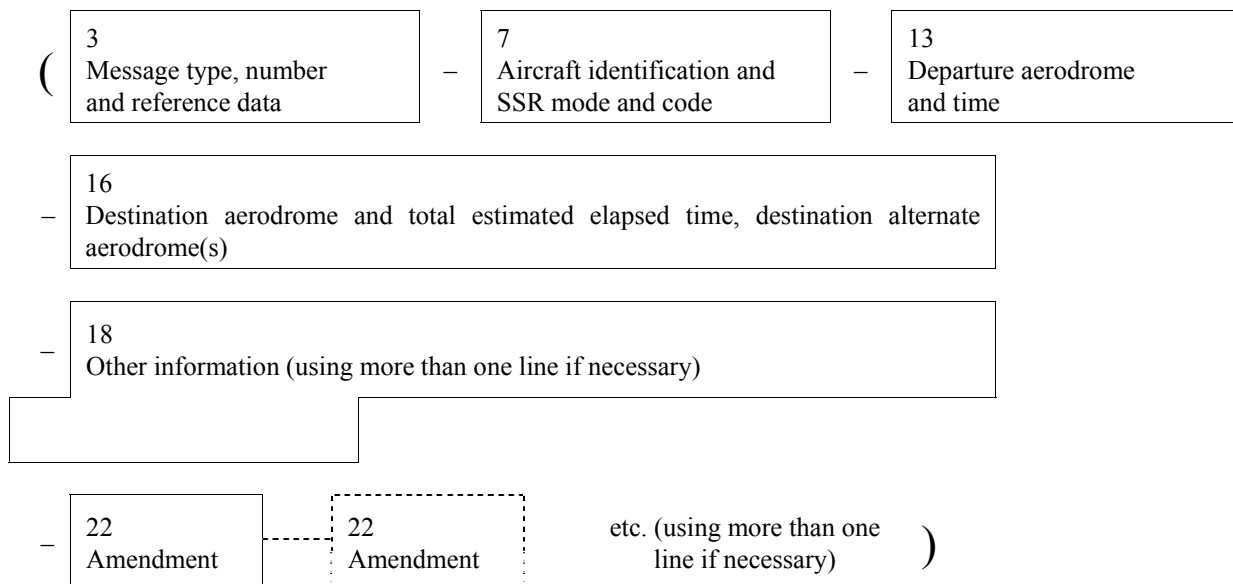 (
3
Message type, number
and reference data
–
7
Aircraft identification and
SSR mode and code
–
13
Departure aerodrome
and time
–
16
Destination aerodrome and total estimated elapsed time, destination alternate
aerodrome(s)
–
18
Other information (using more than one line if necessary)
–
22
Amendment
22
Amendment
etc. (using more than one
line if necessary)
)